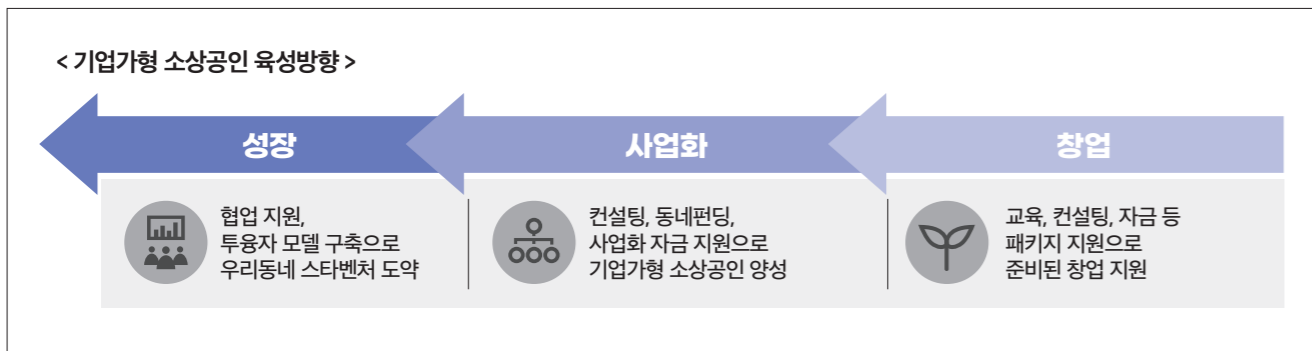 < 기업가형 소상공인 육성방향 >
성장
협업 지원,
투융자 모델 구축으로
우리동네 스타벤처 도약
사업화
컨설팅, 동네펀딩,
사업화 자금 지원으로
기업가형 소상공인 양성
창업
교육, 컨설팅, 자금 등
패키지 지원으로
준비된 창업 지원